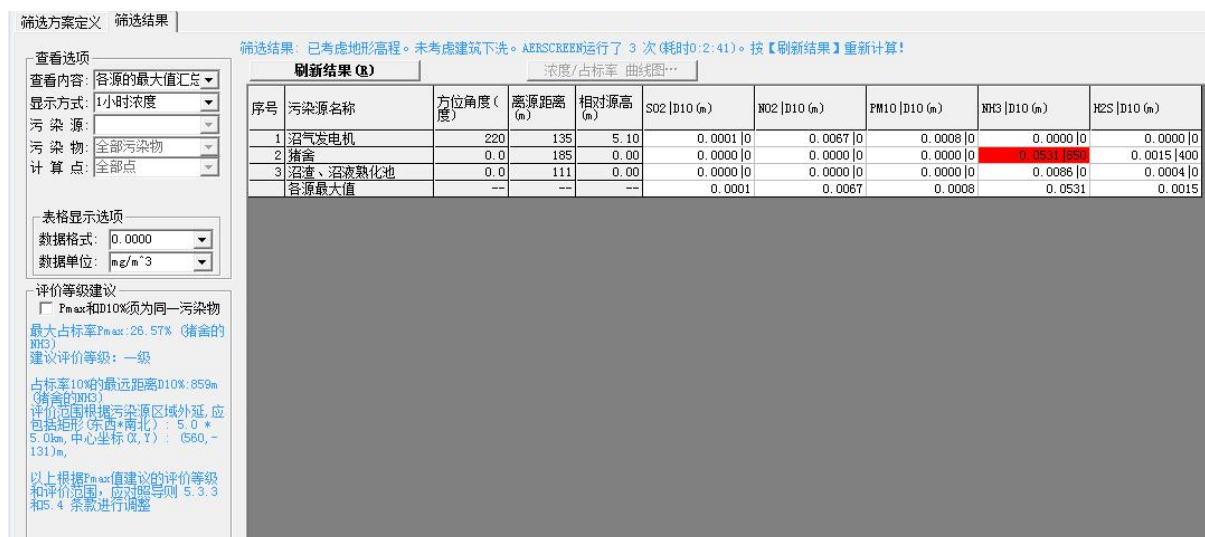 筛选方案定义 筛选结果
筛选结果: 已考虑地形高程。未考虑建筑下洗。AERSCREEN运行了 3 次(耗时0:2:41)。按【刷新结果】重新计算!
查看选项
查看内容: 各源的最大值汇总
显示方式: 1小时浓度
污 染 源:
污 染 物: 全部污染物
计 算 点: 全部点
表格显示选项
数据格式: 0.0000
数据单位: mg/m^3
评价等级建议
Pmax和D10%须为同一污染物
最大占标率Pmax:26.57% (猪舍的
NH3)
建议评价等级: 一级
占标率10%的最远距离D10%:859m
(猪舍的NH3)
评价范围根据污染源区域外延,应
包括矩形(东西*南北): 5.0 *
5.0km,中心坐标(X,Y): (560,-
131)m,
以上根据Pmax值建议的评价等级
和评价范围,应对照导则 5.3.3
和5.4 条款进行调整
刷新结果(R) 浓度/占标率 曲线图…
序号 污染源名称 方位角度(度) 离源距离(m) 相对源高(m) SO2|D10(m) NO2|D10(m) PM10|D10(m) NH3|D10(m) H2S|D10(m)
1 沼气发电机 220 135 5.10 0.0001|0 0.0067|0 0.0008|0 0.0000|0 0.0000|0
2 猪舍 0.0 185 0.00 0.0000|0 0.0000|0 0.0000|0 0.0531|850 0.0015|400
3 沼渣、沼液熟化池 0.0 111 0.00 0.0000|0 0.0000|0 0.0000|0 0.0086|0 0.0004|0
各源最大值 -- -- -- 0.0001 0.0067 0.0008 0.0531 0.0015